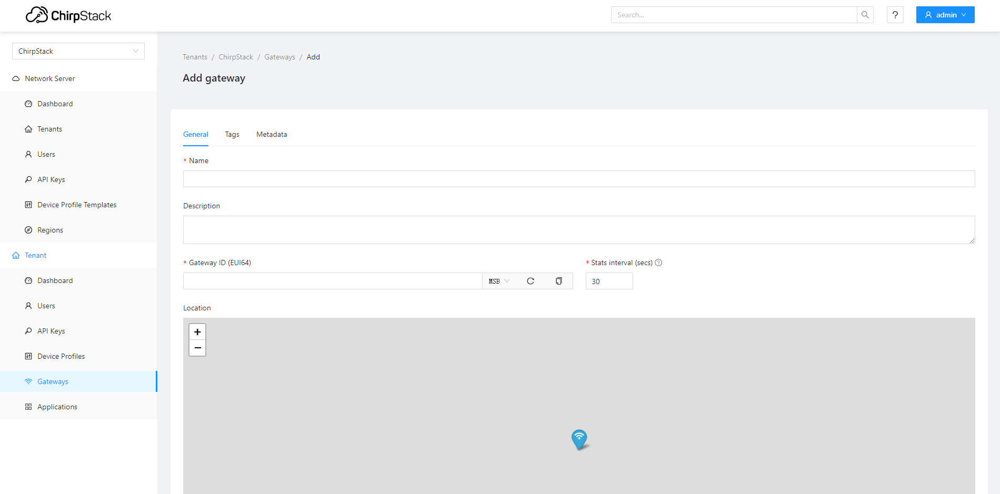 ChirpStack
Search...
?
admin
ChirpStack
Network Server
Dashboard
Tenants
Users
API Keys
Device Profile Templates
Regions
Tenant
Dashboard
Users
API Keys
Device Profiles
Gateways
Applications
Tenants / ChirpStack / Gateways / Add
Add gateway
General Tags Metadata
* Name
Description
* Gateway ID (EUI64)
MSB
* Stats interval (secs) ?
30
Location
+
−